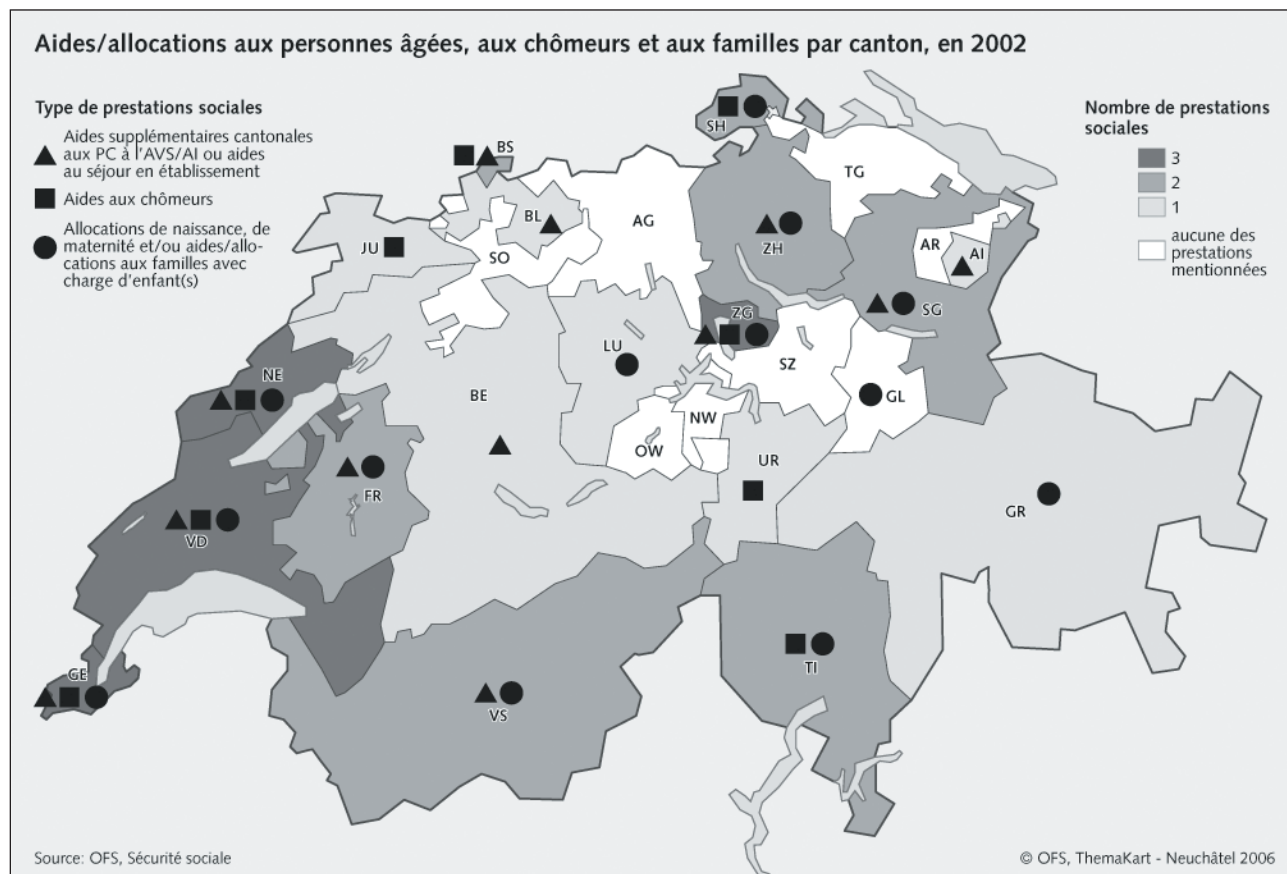 Aides/allocations aux personnes âgées, aux chômeurs et aux familles par canton, en 2002
Type de prestations sociales
Aides supplémentaires cantonales
aux PC à l'AVS/AI ou aides
au séjour en établissement
Aides aux chômeurs
Allocations de naissance, de
maternité et/ou aides/allo-
cations aux familles avec
charge d'enfant(s)
Nombre de prestations
sociales
3
2
1
aucune des
prestations
mentionnées
SH
BS
TG
BL
AG
ZH
JU
SO
AR
AI
ZG
SG
LU
SZ
NE
BE
GL
NW
OW
UR
FR
GR
VD
TI
GE
VS
Source: OFS, Sécurité sociale
© OFS, ThemaKart - Neuchâtel 2006